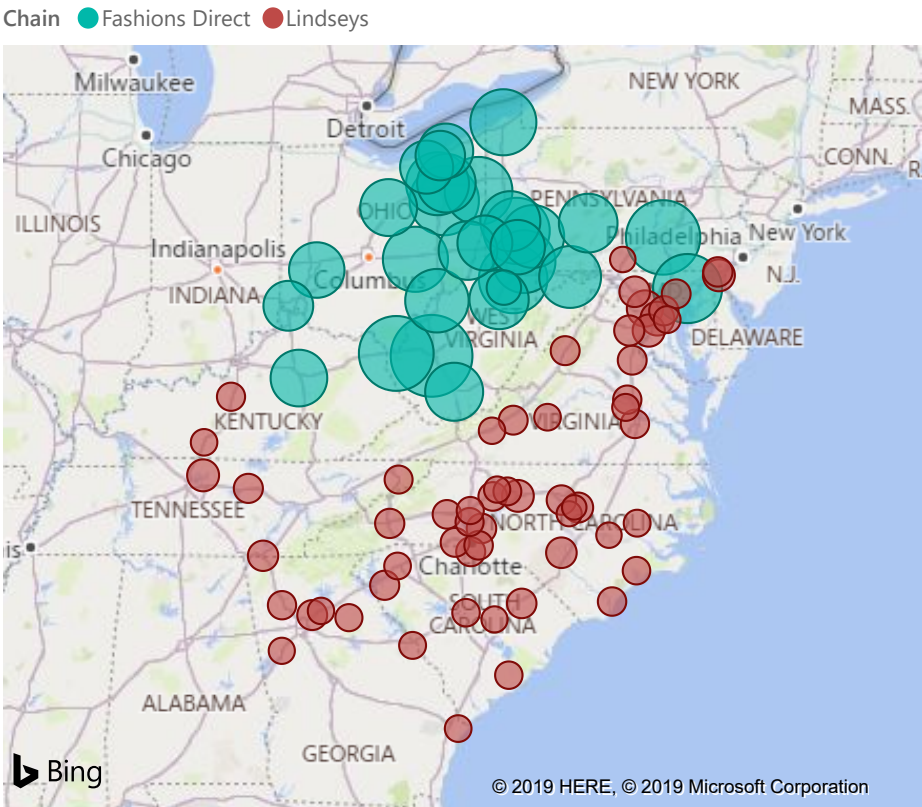 Chain Fashions Direct Lindseys
Milwaukee
NEW YORK
MASS.
Detroit
Chicago
CONN.
R
OHIO
PENNSYLVANIA
ILLINOIS
Indianapolis
Philadelphia
New York
Columbus
N.J.
INDIANA
WEST
VIRGINIA
DELAWARE
KENTUCKY
VIRGINIA
TENNESSEE
NORTH CAROLINA
is
Charlotte
SOUTH
CAROLINA
ALABAMA
GEORGIA
Bing
© 2019 HERE, © 2019 Microsoft Corporation